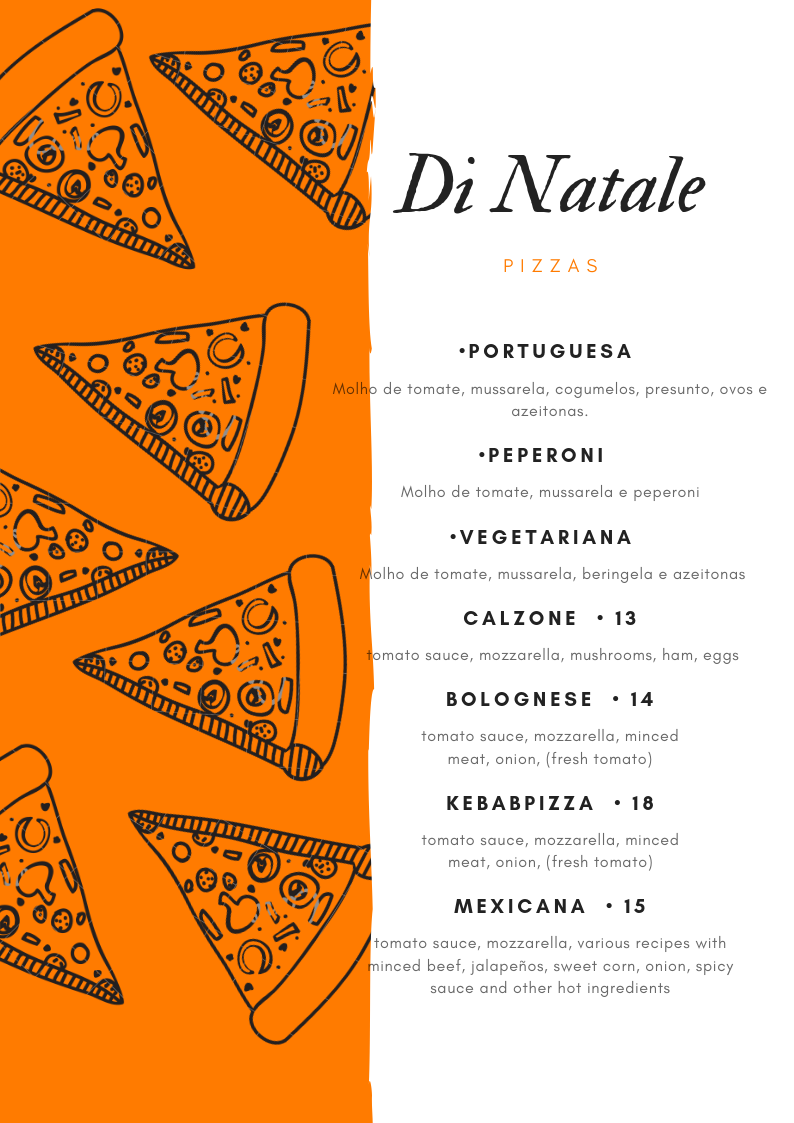 Di Natale
PIZZAS
•PORTUGUESA
Molho de tomate, mussarela, cogumelos, presunto, ovos e
azeitonas.
•PEPERONI
Molho de tomate, mussarela e peperoni
•VEGETARIANA
Molho de tomate, mussarela, beringela e azeitonas
CALZONE • 13
tomato sauce, mozzarella, mushrooms, ham, eggs
BOLOGNESE • 14
tomato sauce, mozzarella, minced
meat, onion, (fresh tomato)
KEBABPIZZA • 18
tomato sauce, mozzarella, minced
meat, onion, (fresh tomato)
MEXICANA • 15
tomato sauce, mozzarella, various recipes with
minced beef, jalapeños, sweet corn, onion, spicy
sauce and other hot ingredients